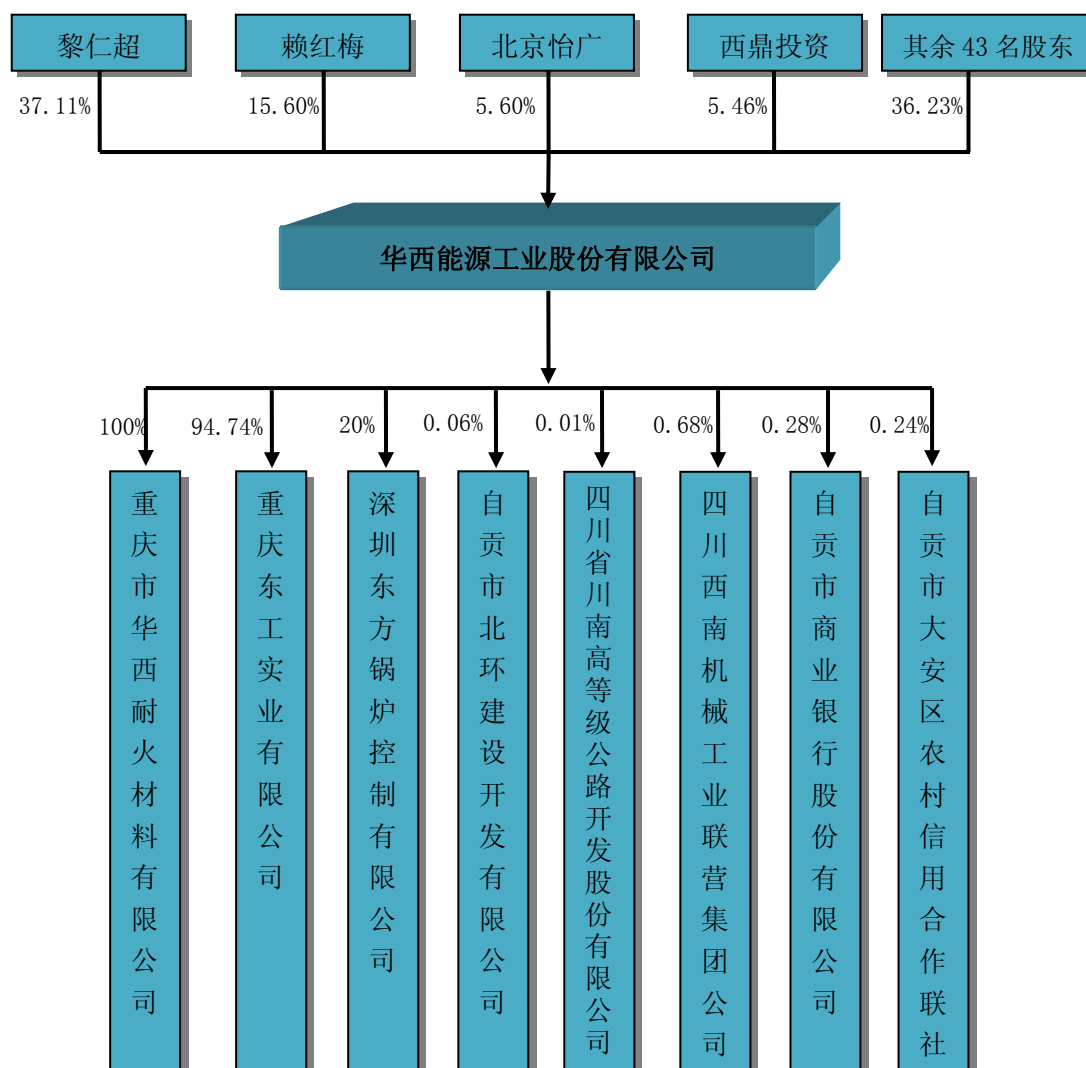 黎仁超
赖红梅
北京怡广
西鼎投资
其余 43 名股东
37.11%
15.60%
5.60%
5.46%
36.23%
华西能源工业股份有限公司
100%
94.74%
20%
0.06%
0.01%
0.68%
0.28%
0.24%
重庆市华西耐火材料有限公司
重庆东工实业有限公司
深圳东方锅炉控制有限公司
自贡市北环建设开发有限公司
四川省川南高等级公路开发股份有限公司
四川西南机械工业联营集团公司
自贡市商业银行股份有限公司
自贡市大安区农村信用合作联社